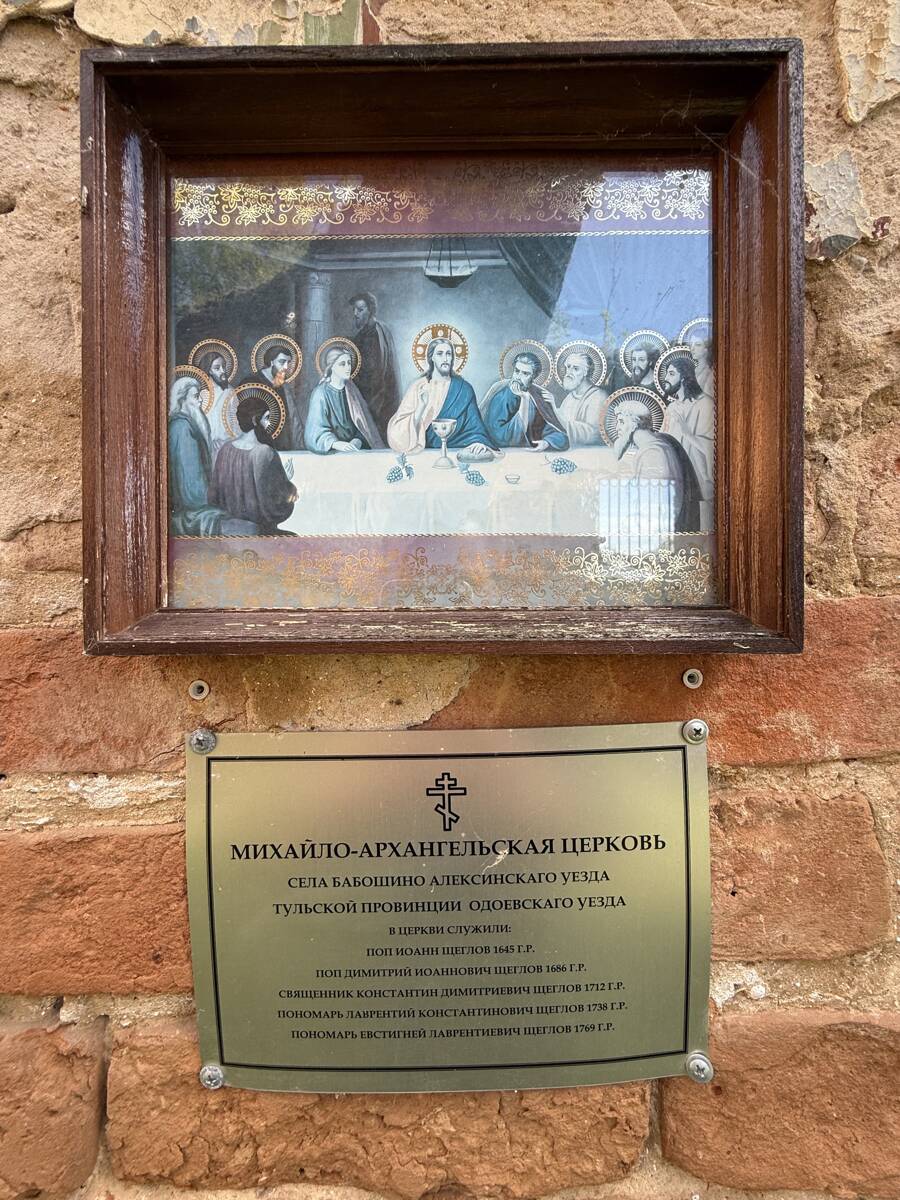 МИХАЙЛО-АРХАНГЕЛЬСКАЯ ЦЕРКОВЬ
СЕЛА БАБОШИНО АЛЕКСИНСКАГО УЕЗДА
ТУЛЬСКОЙ ПРОВИНЦИИ ОДОЕВСКАГО УЕЗДА
В ЦЕРКВИ СЛУЖИЛИ:
ПОП ИОАНН ЩЕГЛОВ 1645 Г.Р.
ПОП ДИМИТРИЙ ИОАННОВИЧ ЩЕГЛОВ 1686 Г.Р.
СВЯЩЕННИК КОНСТАНТИН ДИМИТРИЕВИЧ ЩЕГЛОВ 1712 Г.Р.
ПОНОМАРЬ ЛАВРЕНТИЙ КОНСТАНТИНОВИЧ ЩЕГЛОВ 1738 Г.Р.
ПОНОМАРЬ ЕВСТИГНЕЙ ЛАВРЕНТИЕВИЧ ЩЕГЛОВ 1769 Г.Р.